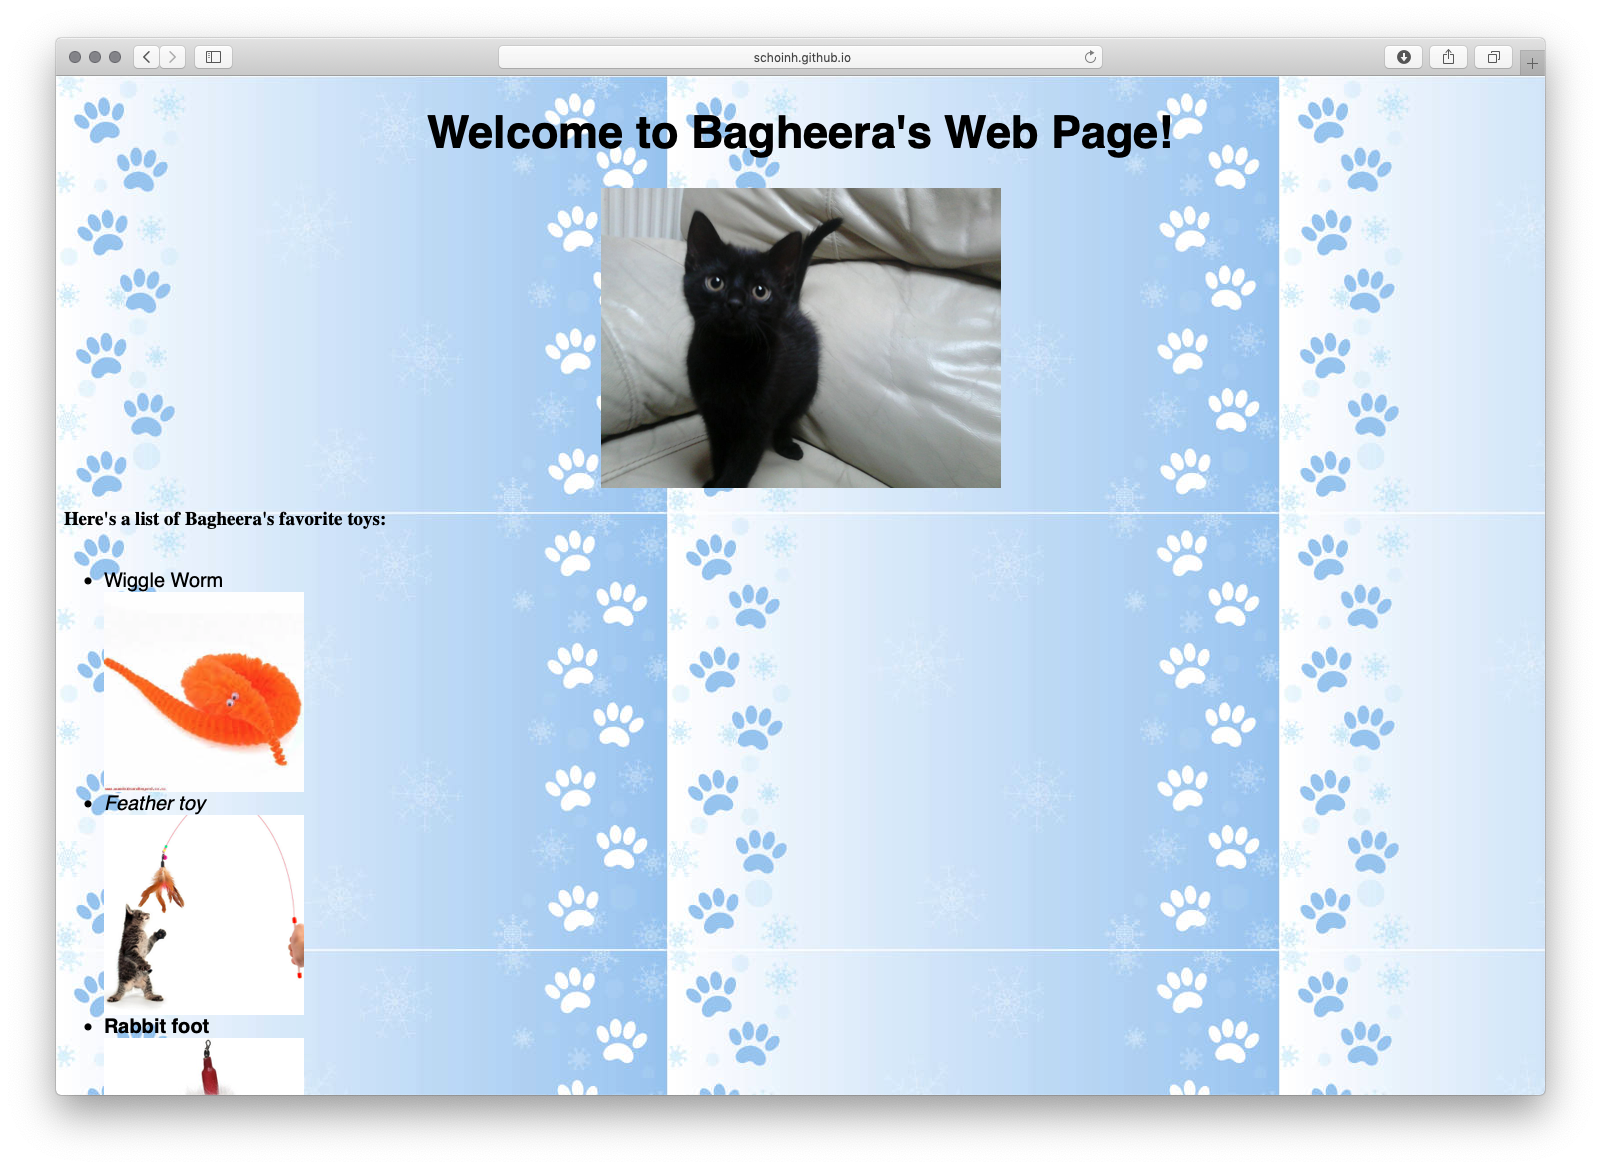 schoinh.github.io
Welcome to Bagheera's Web Page!
Here's a list of Bagheera's favorite toys:
Wiggle Worm
Feather toy
Rabbit foot